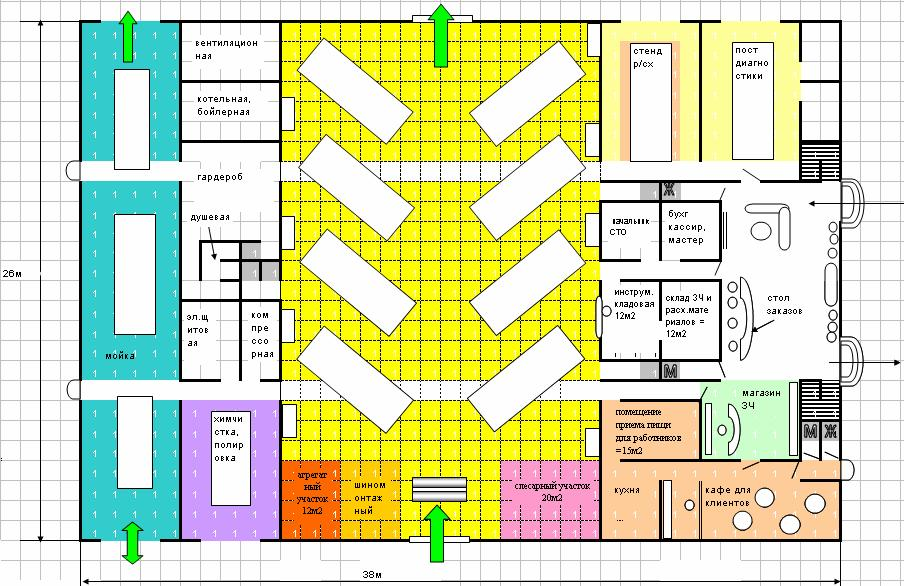 вентиляцион
ная
котельная,
бойлерная
гардероб
душевая
эл.щ
итов
ая
ком
пре
ссо
рная
мойка
химчи
стка,
полир
овка
агрегат
ный
участок
12м2
шином
онтаж
ный
слесарный участок
20м2
стенд
р/сх
пост
диагно
стики
Ж
начальник
СТО
бухг
кассир,
мастер
инструм.
кладовая
12м2
склад ЗЧ и
расх.мате
риалов =
12м2
стол
заказов
М
магазин
ЗЧ
помещение
приема пищи
для работников
=15м2
М Ж
кухня
...
кафе для
клиентов
26м
38м